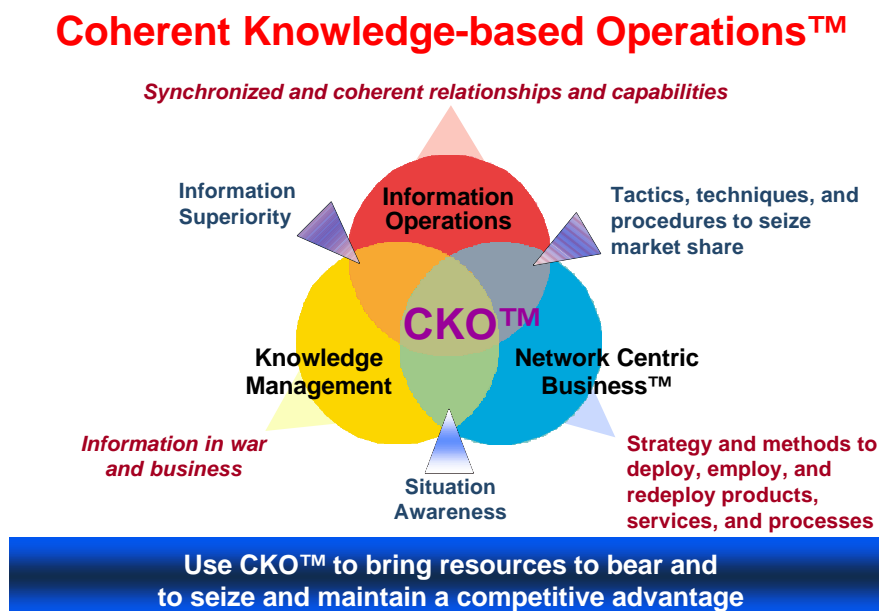 Coherent Knowledge-based Operations™
Synchronized and coherent relationships and capabilities
Information
Superiority
Information
Operations
Tactics, techniques, and
procedures to seize
market share
CKO™
Knowledge
Management
Network Centric
Business™
Information in war
and business
Situation
Awareness
Strategy and methods to
deploy, employ, and
redeploy products,
services, and processes
Use CKO™ to bring resources to bear and
to seize and maintain a competitive advantage